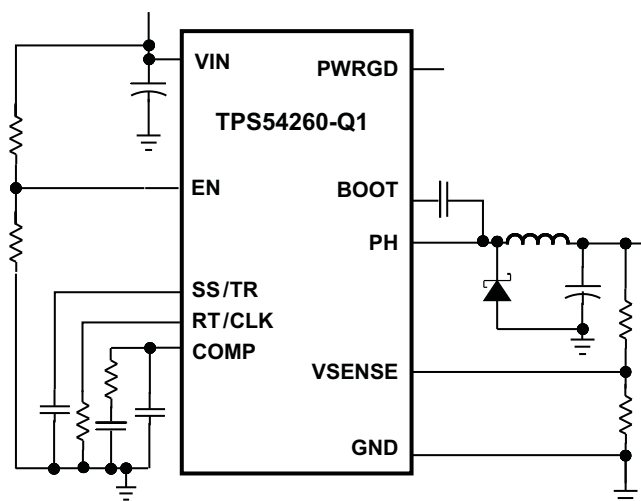 VIN
PWRGD
TPS54260-Q1
EN
BOOT
PH
SS/TR
RT/CLK
COMP
VSENSE
GND